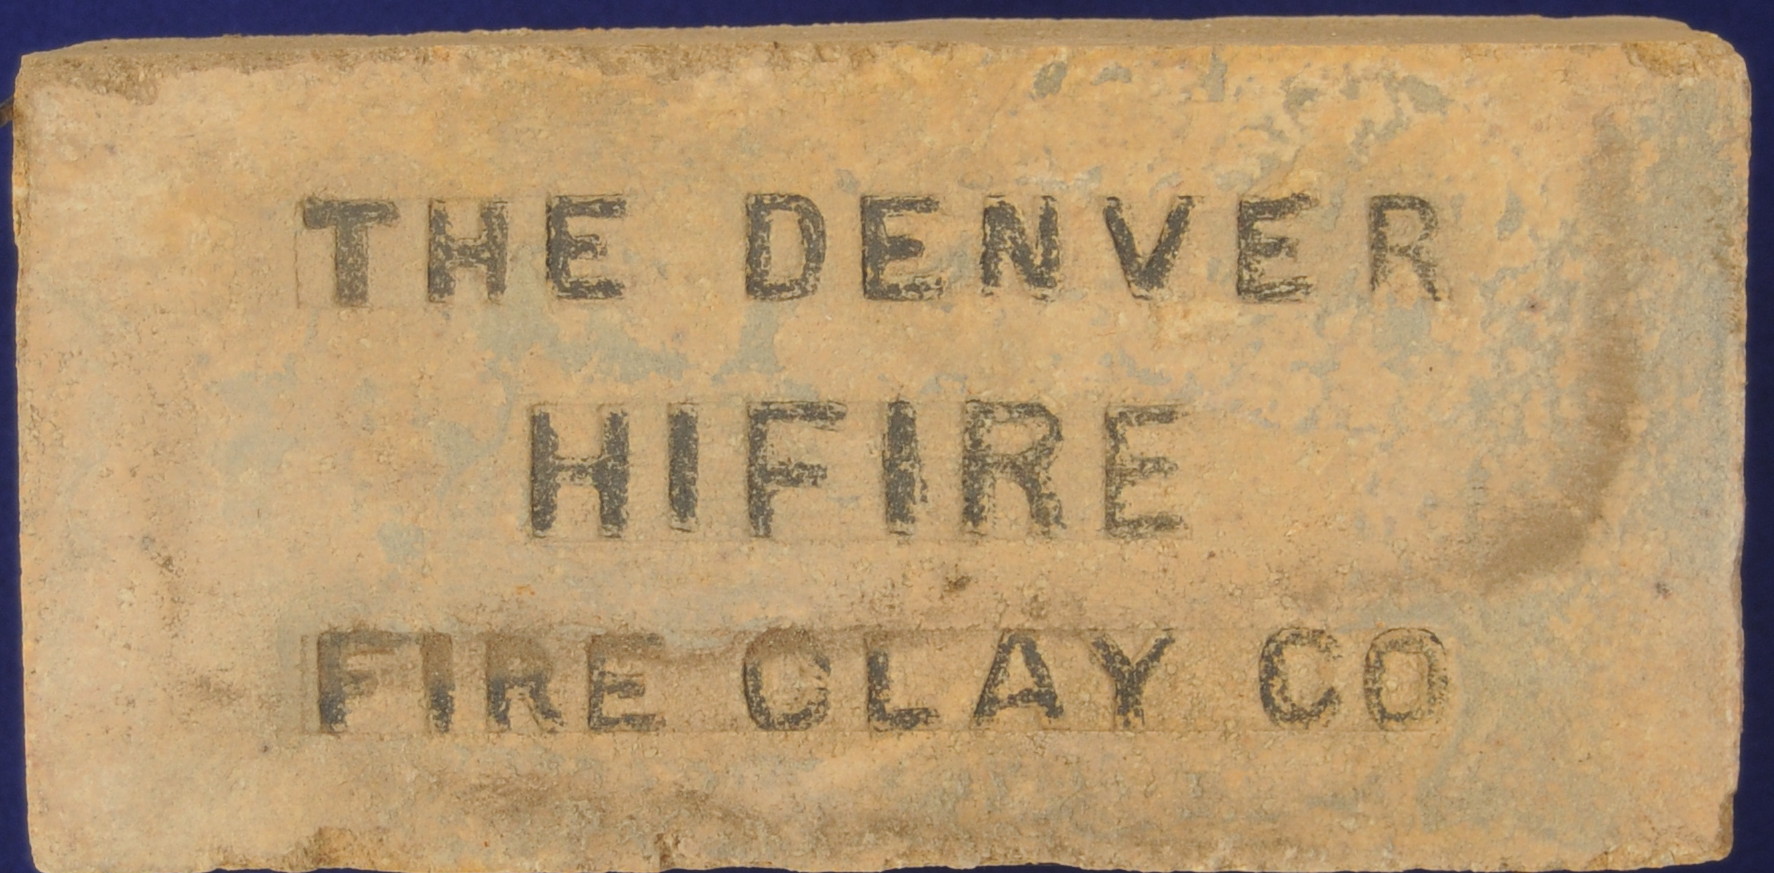 THE DENVER
HIFIRE
FIRE CLAY CO